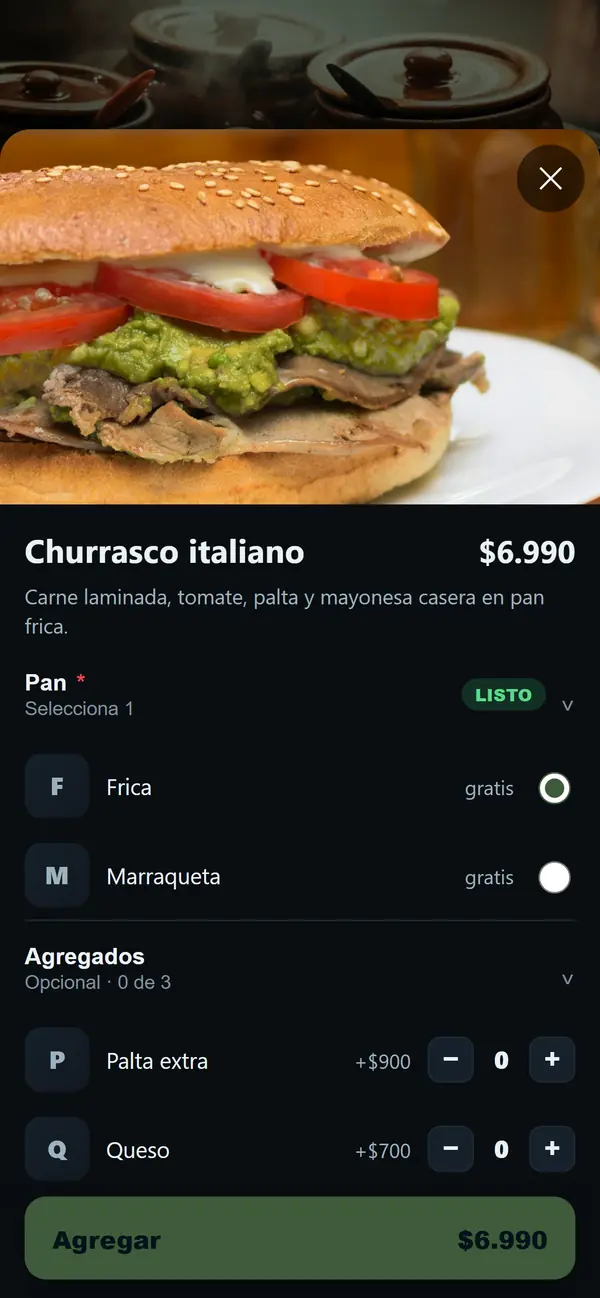 Churrasco italiano $6.990
Carne laminada, tomate, palta y mayonesa casera en pan
frica.
Pan *
Selecciona 1
LISTO v
F Frica gratis
M Marraqueta gratis
Agregados
Opcional · 0 de 3 v
P Palta extra +$900 − 0 +
Q Queso +$700 − 0 +
Agregar $6.990